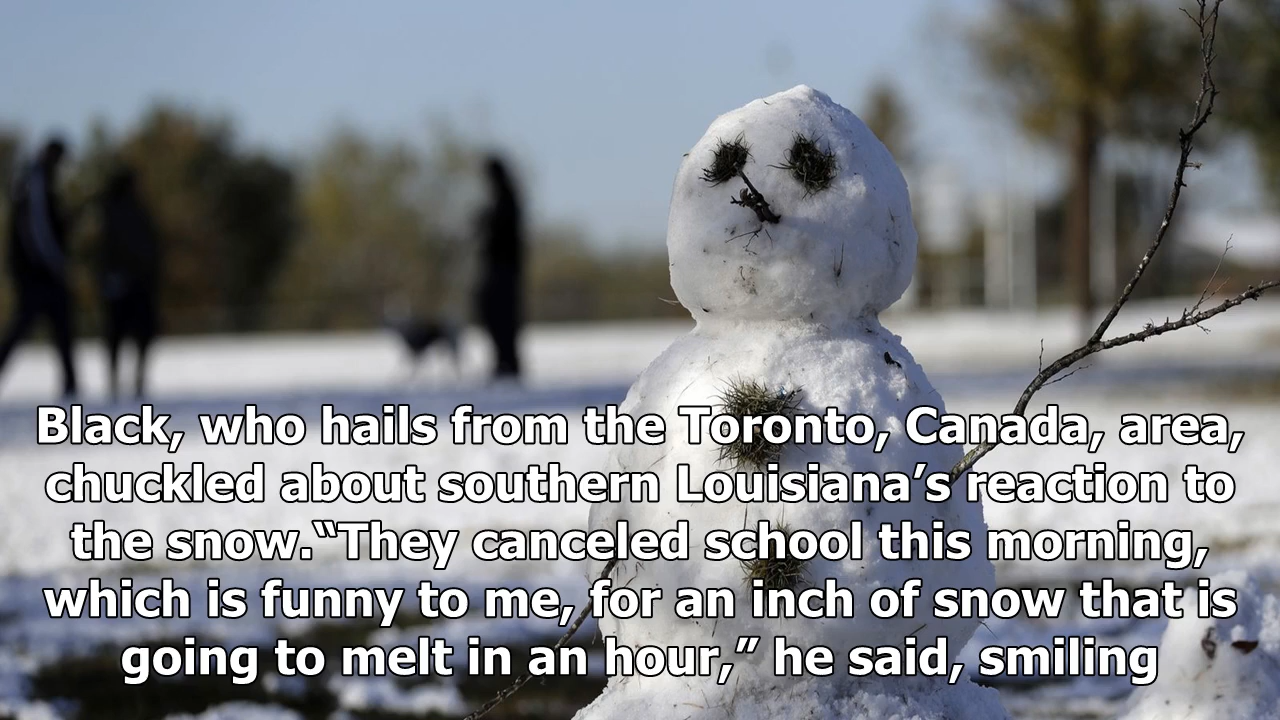 Black, who hails from the Toronto, Canada, area,
chuckled about southern Louisiana’s reaction to
the snow.“They canceled school this morning,
which is funny to me, for an inch of snow that is
going to melt in an hour,” he said, smiling